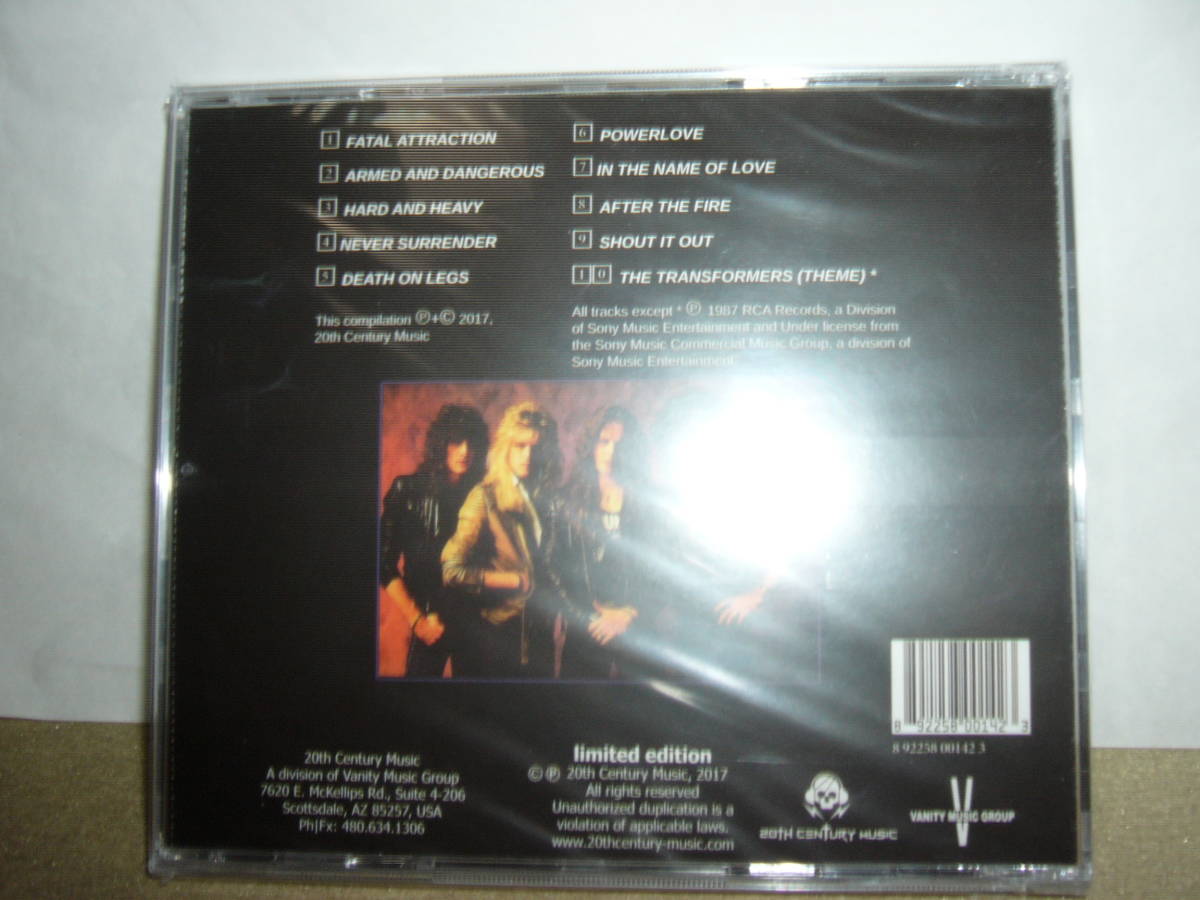 1 FATAL ATTRACTION
2 ARMED AND DANGEROUS
3 HARD AND HEAVY
4 NEVER SURRENDER
5 DEATH ON LEGS
6 POWERLOVE
7 IN THE NAME OF LOVE
8 AFTER THE FIRE
9 SHOUT IT OUT
10 THE TRANSFORMERS (THEME) *
This compilation ℗+© 2017,
20th Century Music
All tracks except * ℗ 1987 RCA Records, a Division
of Sony Music Entertainment and Under license from
the Sony Music Commercial Music Group, a division of
Sony Music Entertainment
8 92258 00142 3
8 92258 00142 3
20th Century Music
A division of Vanity Music Group
7620 E. McKellips Rd., Suite 4-206
Scottsdale, AZ 85257, USA
Ph|Fx: 480.634.1306
limited edition
© ℗ 20th Century Music, 2017
All rights reserved
Unauthorized duplication is a
violation of applicable laws.
www.20thcentury-music.com
20TH CENTURY MUSIC
V
VANITY MUSIC GROUP